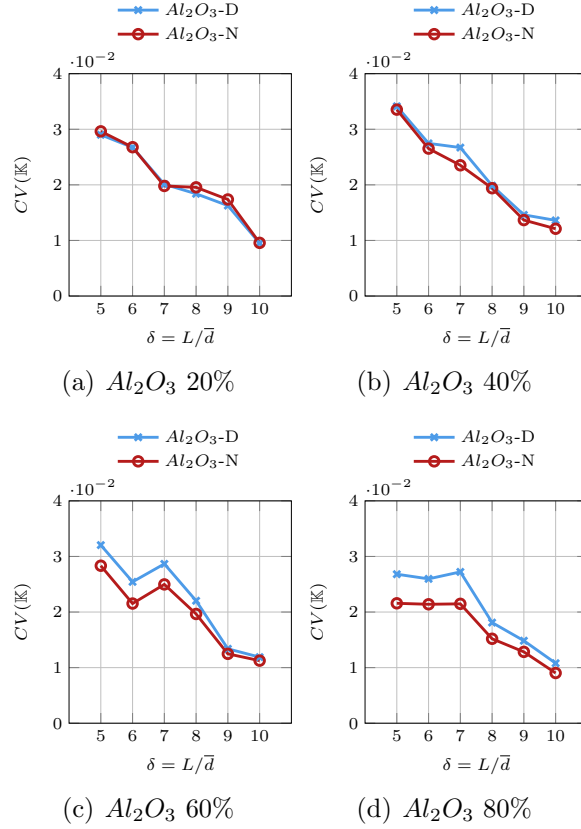 Al₂O₃-D Al₂O₃-D
Al₂O₃-N Al₂O₃-N
·10⁻² ·10⁻²
4 4
3 3
2 2
1 1
0 0
CV(𝕂) CV(𝕂)
5 6 7 8 9 10 5 6 7 8 9 10
δ = L/d̅ δ = L/d̅
(a) Al₂O₃ 20% (b) Al₂O₃ 40%
Al₂O₃-D Al₂O₃-D
Al₂O₃-N Al₂O₃-N
·10⁻² ·10⁻²
4 4
3 3
2 2
1 1
0 0
CV(𝕂) CV(𝕂)
5 6 7 8 9 10 5 6 7 8 9 10
δ = L/d̅ δ = L/d̅
(c) Al₂O₃ 60% (d) Al₂O₃ 80%